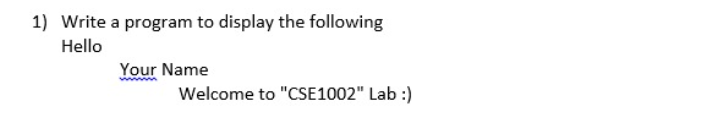 1) Write a program to display the following
Hello
Your Name
Welcome to "CSE1002" Lab :)